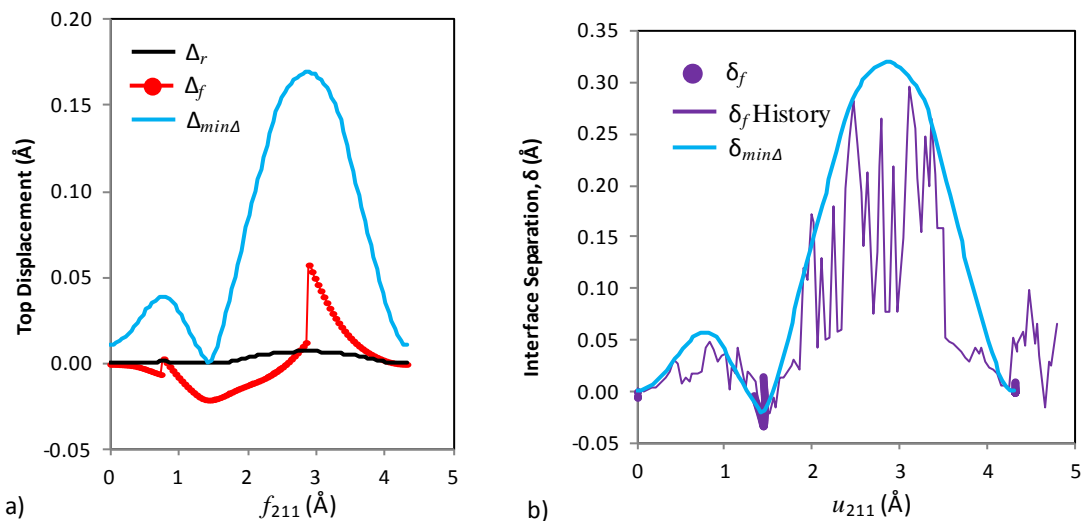 0.20
0.15
0.10
0.05
0.00
-0.05
Top Displacement (Å)
Δr
Δf
ΔminΔ
0 1 2 3 4 5
f211 (Å)
a)
0.35
0.30
0.25
0.20
0.15
0.10
0.05
0.00
-0.05
Interface Separation, δ (Å)
δf
δf History
δminΔ
0 1 2 3 4 5
u211 (Å)
b)